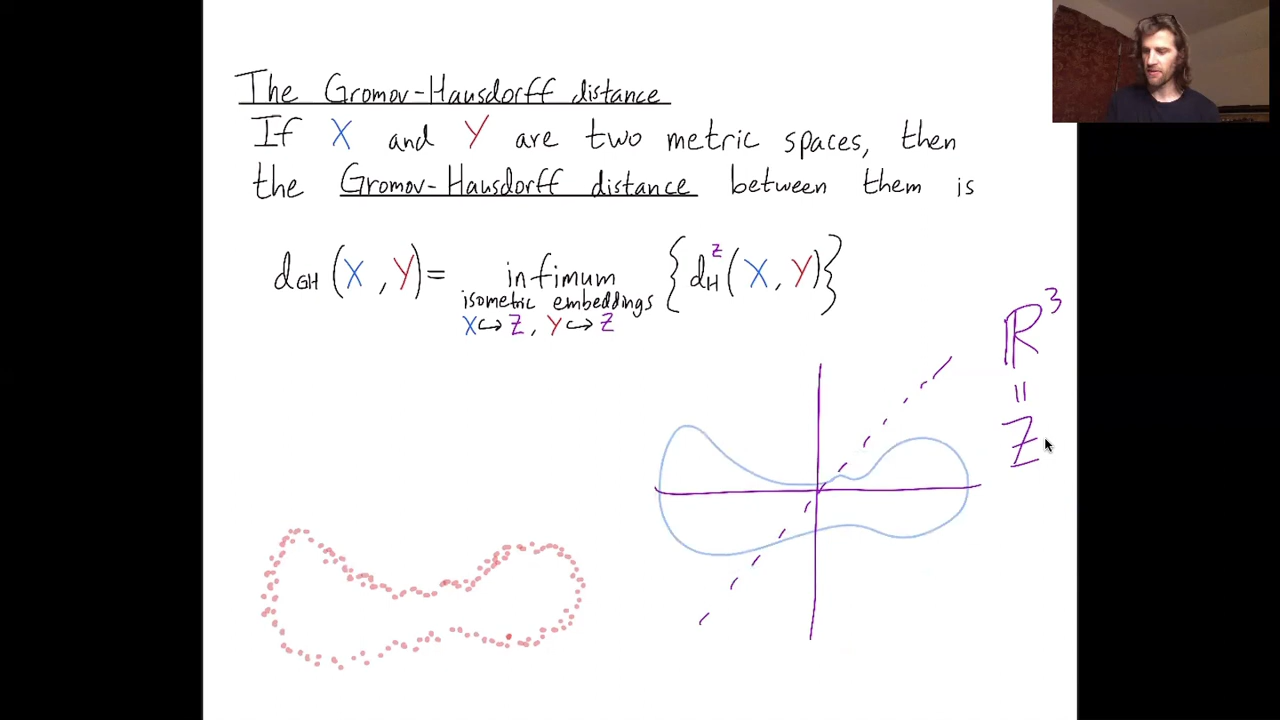 The Gromov-Hausdorff distance
If X and Y are two metric spaces, then
the Gromov-Hausdorff distance between them is
d_GH (X, Y) = infimum {d_H^Z (X, Y)}
isometric embeddings
X ↪ Z, Y ↪ Z
ℝ³
=
Z